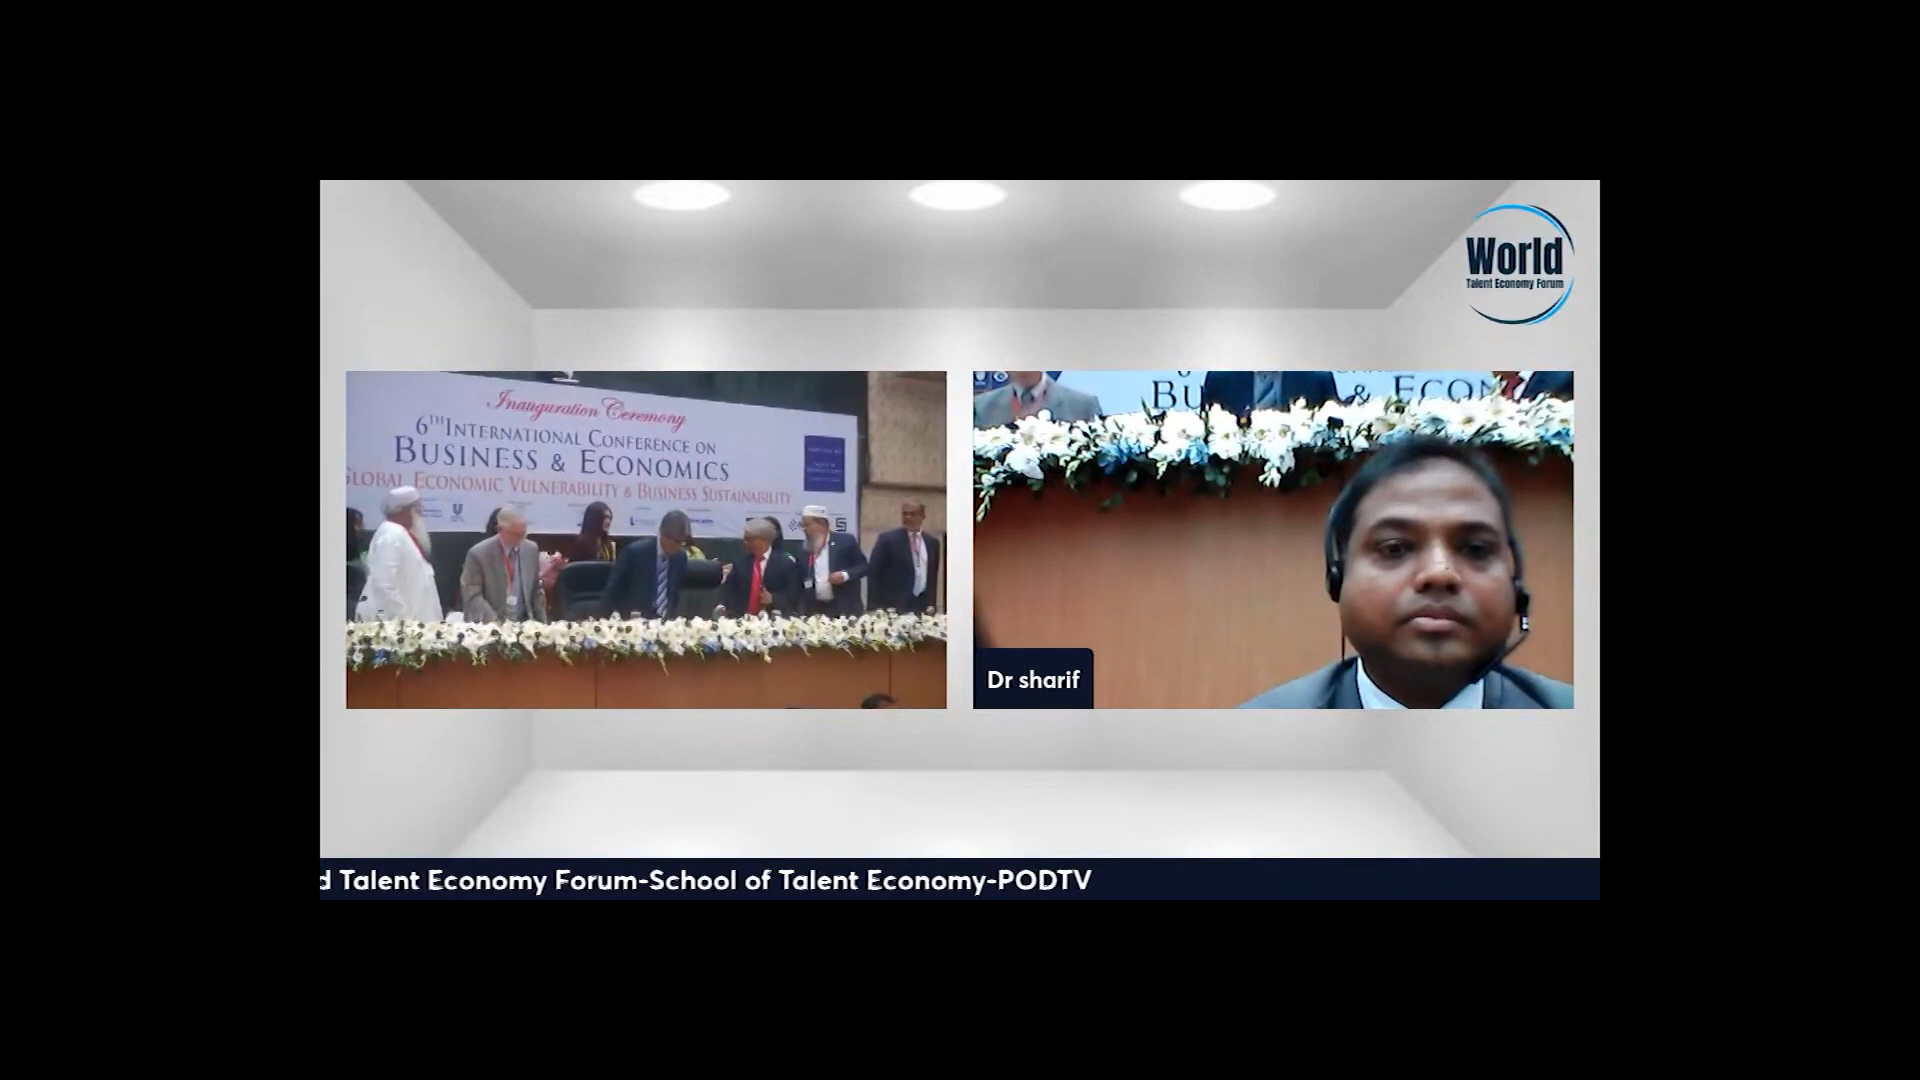 World
Talent Economy Forum
Inauguration Ceremony
6TH INTERNATIONAL CONFERENCE ON
BUSINESS & ECONOMICS
GLOBAL ECONOMIC VULNERABILITY & BUSINESS SUSTAINABILITY
BU & ECON
Dr sharif
d Talent Economy Forum-School of Talent Economy-PODTV